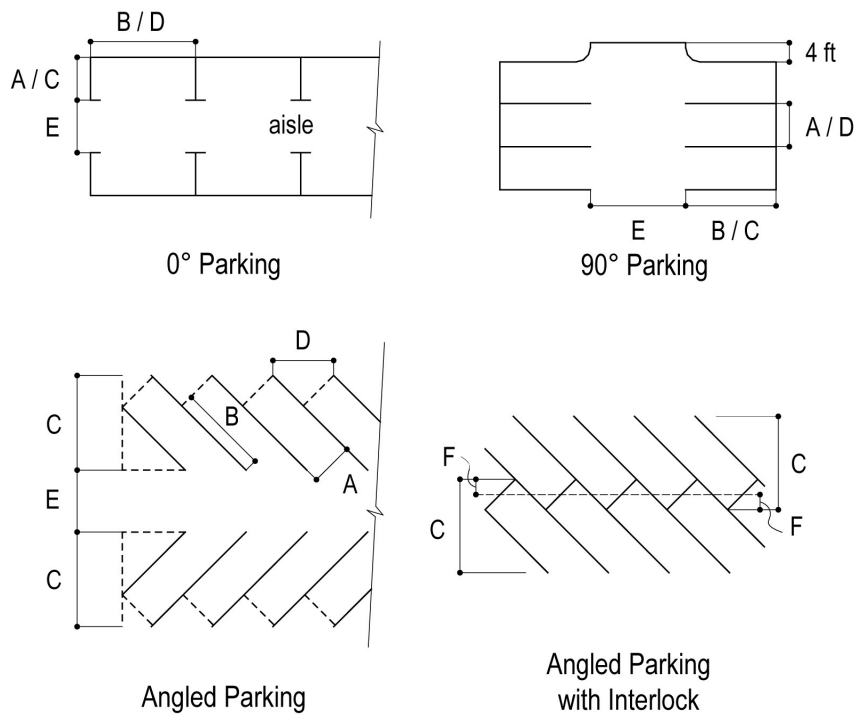 B / D
A / C
E
aisle
0° Parking
4 ft
A / D
E
B / C
90° Parking
D
C
B
A
E
C
Angled Parking
F
C
C
F
Angled Parking
with Interlock